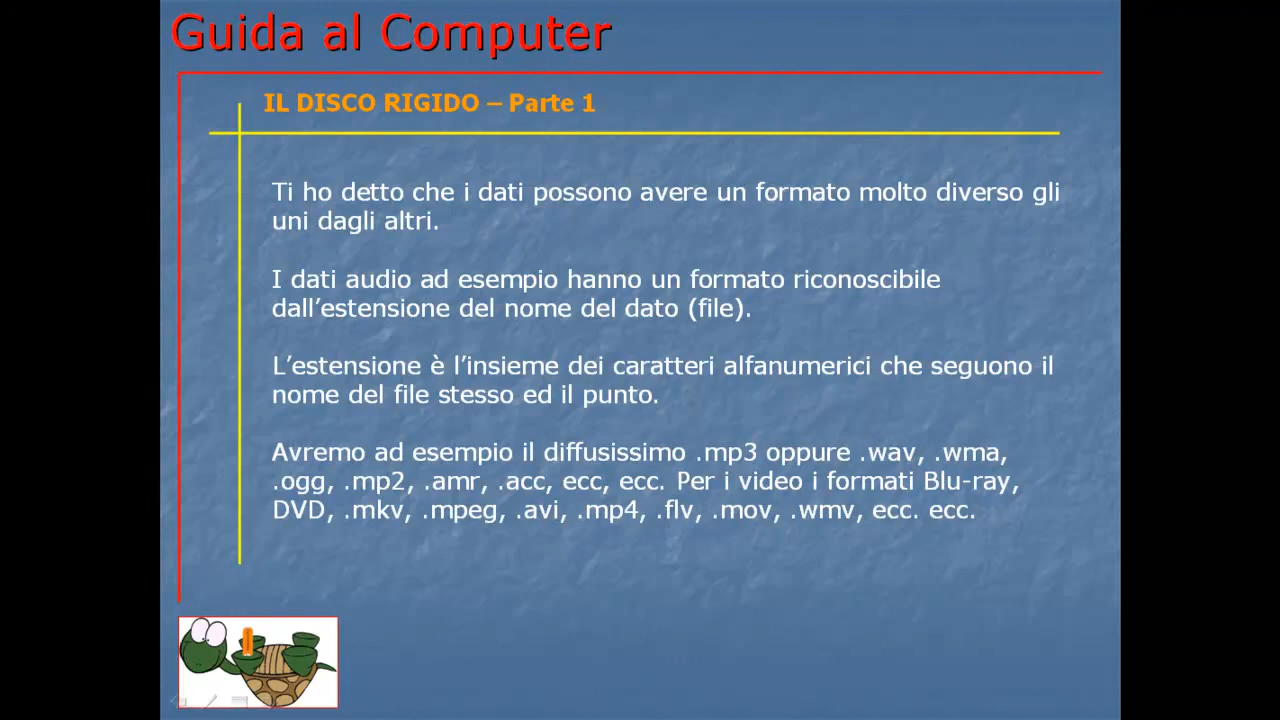 Guida al Computer
IL DISCO RIGIDO – Parte 1
Ti ho detto che i dati possono avere un formato molto diverso gli
uni dagli altri.
I dati audio ad esempio hanno un formato riconoscibile
dall’estensione del nome del dato (file).
L’estensione è l’insieme dei caratteri alfanumerici che seguono il
nome del file stesso ed il punto.
Avremo ad esempio il diffusissimo .mp3 oppure .wav, .wma,
.ogg, .mp2, .amr, .acc, ecc, ecc. Per i video i formati Blu-ray,
DVD, .mkv, .mpeg, .avi, .mp4, .flv, .mov, .wmv, ecc. ecc.